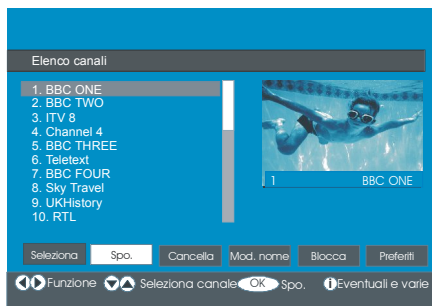 Elenco canali
1. BBC ONE
2. BBC TWO
3. ITV 8
4. Channel 4
5. BBC THREE
6. Teletext
7. BBC FOUR
8. Sky Travel
9. UKHistory
10. RTL
1 BBC ONE
Seleziona Spo. Cancella Mod. nome Blocca Preferiti
Funzione Seleziona canale OK Spo. i Eventuali e varie